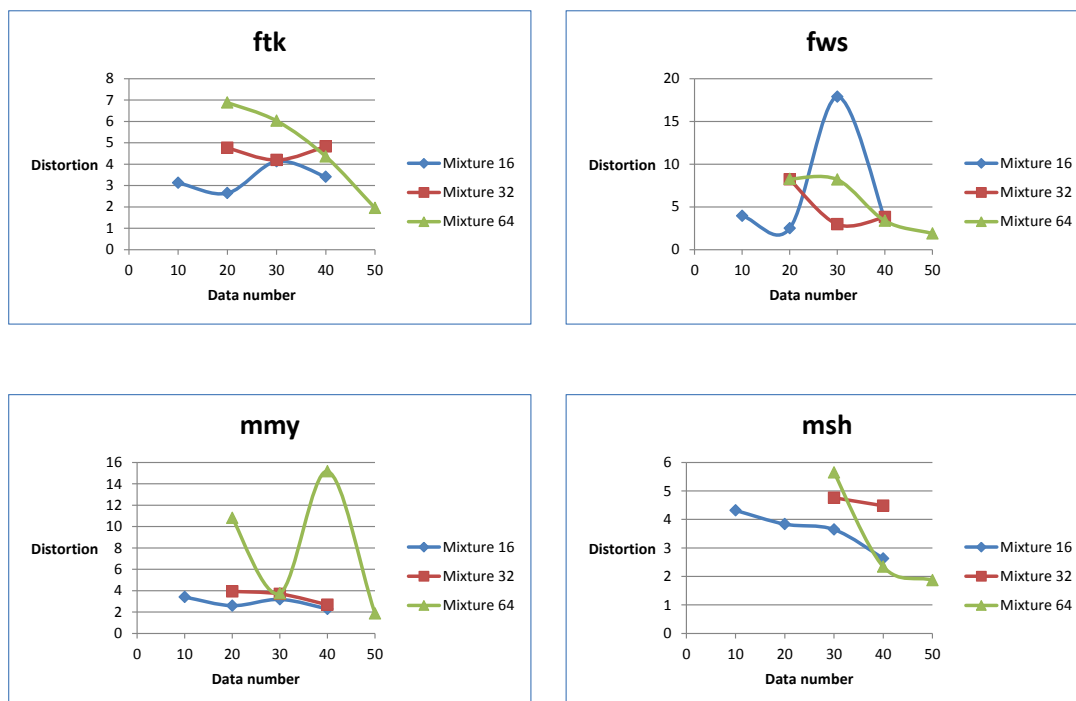 ftk
8
7
6
5
4
3
2
1
0
Distortion
0 10 20 30 40 50
Data number
Mixture 16
Mixture 32
Mixture 64
fws
20
15
10
5
0
Distortion
0 10 20 30 40 50
Data number
Mixture 16
Mixture 32
Mixture 64
mmy
16
14
12
10
8
6
4
2
0
Distortion
0 10 20 30 40 50
Data number
Mixture 16
Mixture 32
Mixture 64
msh
6
5
4
3
2
1
0
Distortion
0 10 20 30 40 50
Data number
Mixture 16
Mixture 32
Mixture 64